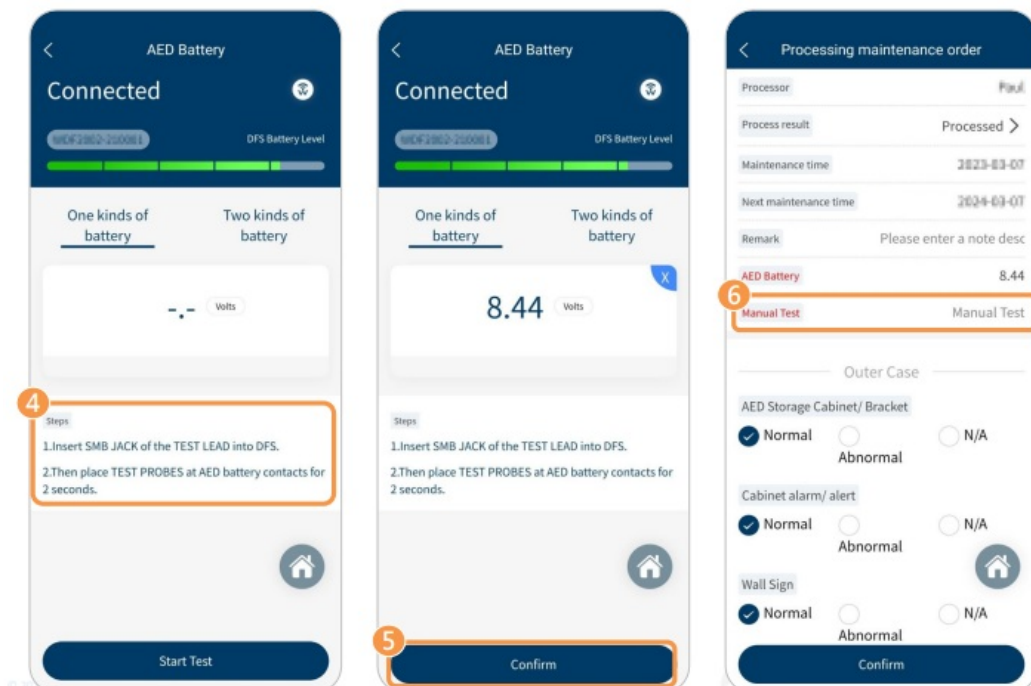 AED Battery
Connected
DFS Battery Level
One kinds of battery
Two kinds of battery
-.- Volts
4
Steps
1.Insert SMB JACK of the TEST LEAD into DFS.
2.Then place TEST PROBES at AED battery contacts for
2 seconds.
Start Test
AED Battery
Connected
DFS Battery Level
One kinds of battery
Two kinds of battery
X
8.44 Volts
Steps
1.Insert SMB JACK of the TEST LEAD into DFS.
2.Then place TEST PROBES at AED battery contacts for
2 seconds.
5
Confirm
Processing maintenance order
Processor
Process result Processed >
Maintenance time
Next maintenance time
Remark Please enter a note desc
AED Battery 8.44
6
Manual Test Manual Test
Outer Case
AED Storage Cabinet/ Bracket
Normal Abnormal N/A
Cabinet alarm/ alert
Normal Abnormal N/A
Wall Sign
Normal Abnormal N/A
Confirm